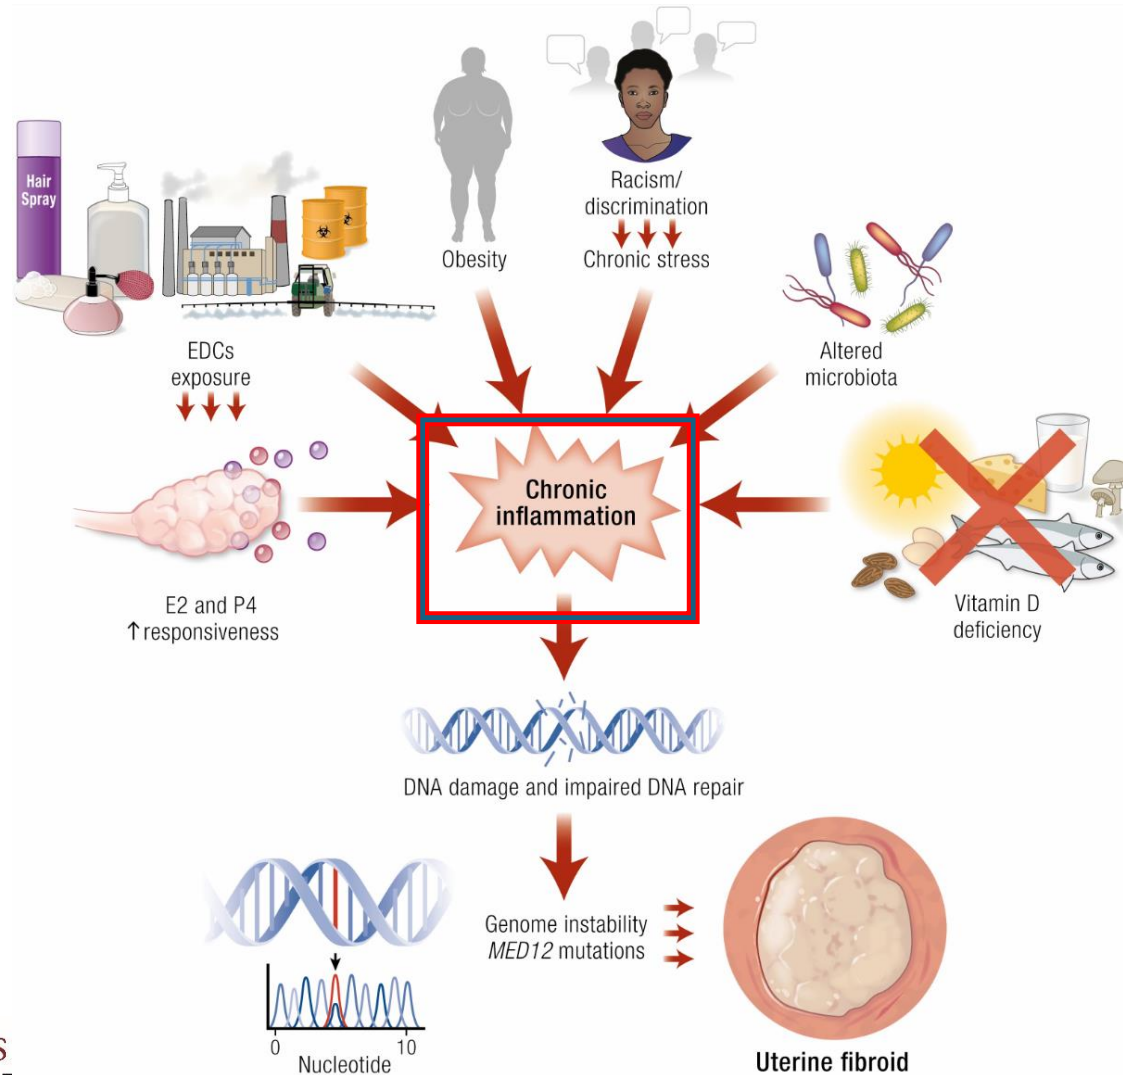 Hair
Spray
Racism/
discrimination
Obesity
Chronic stress
EDCs
exposure
Altered
microbiota
Chronic
inflammation
E2 and P4
↑ responsiveness
Vitamin D
deficiency
DNA damage and impaired DNA repair
Genome instability
MED12 mutations
0
10
Nucleotide
Uterine fibroid